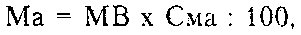 Ма = МВ х Сма : 100,